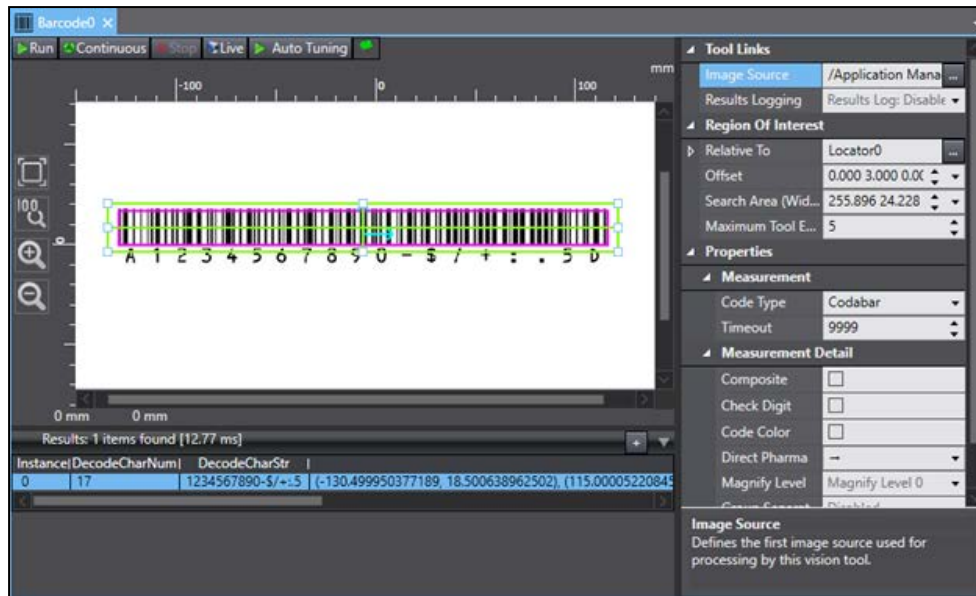 Barcode0
Run Continuous Stop Live Auto Tuning
mm
-100 0 100
100
0
A 1 2 3 4 5 6 7 8 9 0 - $ / + : . 5 D
0 mm 0 mm
Results: 1 items found [12.77 ms]
Instance DecodeCharNum DecodeCharStr
0 17 1234567890-$/+:.5 (-130.499950377189, 18.500638962502), (115.00005220845
Tool Links
Image Source /Application Mana ...
Results Logging Results Log: Disable
Region Of Interest
Relative To Locator0 ...
Offset 0.000 3.000 0.0(
Search Area (Wid... 255.896 24.228
Maximum Tool E... 5
Properties
Measurement
Code Type Codabar
Timeout 9999
Measurement Detail
Composite
Check Digit
Code Color
Direct Pharma
Magnify Level Magnify Level 0
Image Source
Defines the first image source used for
processing by this vision tool.